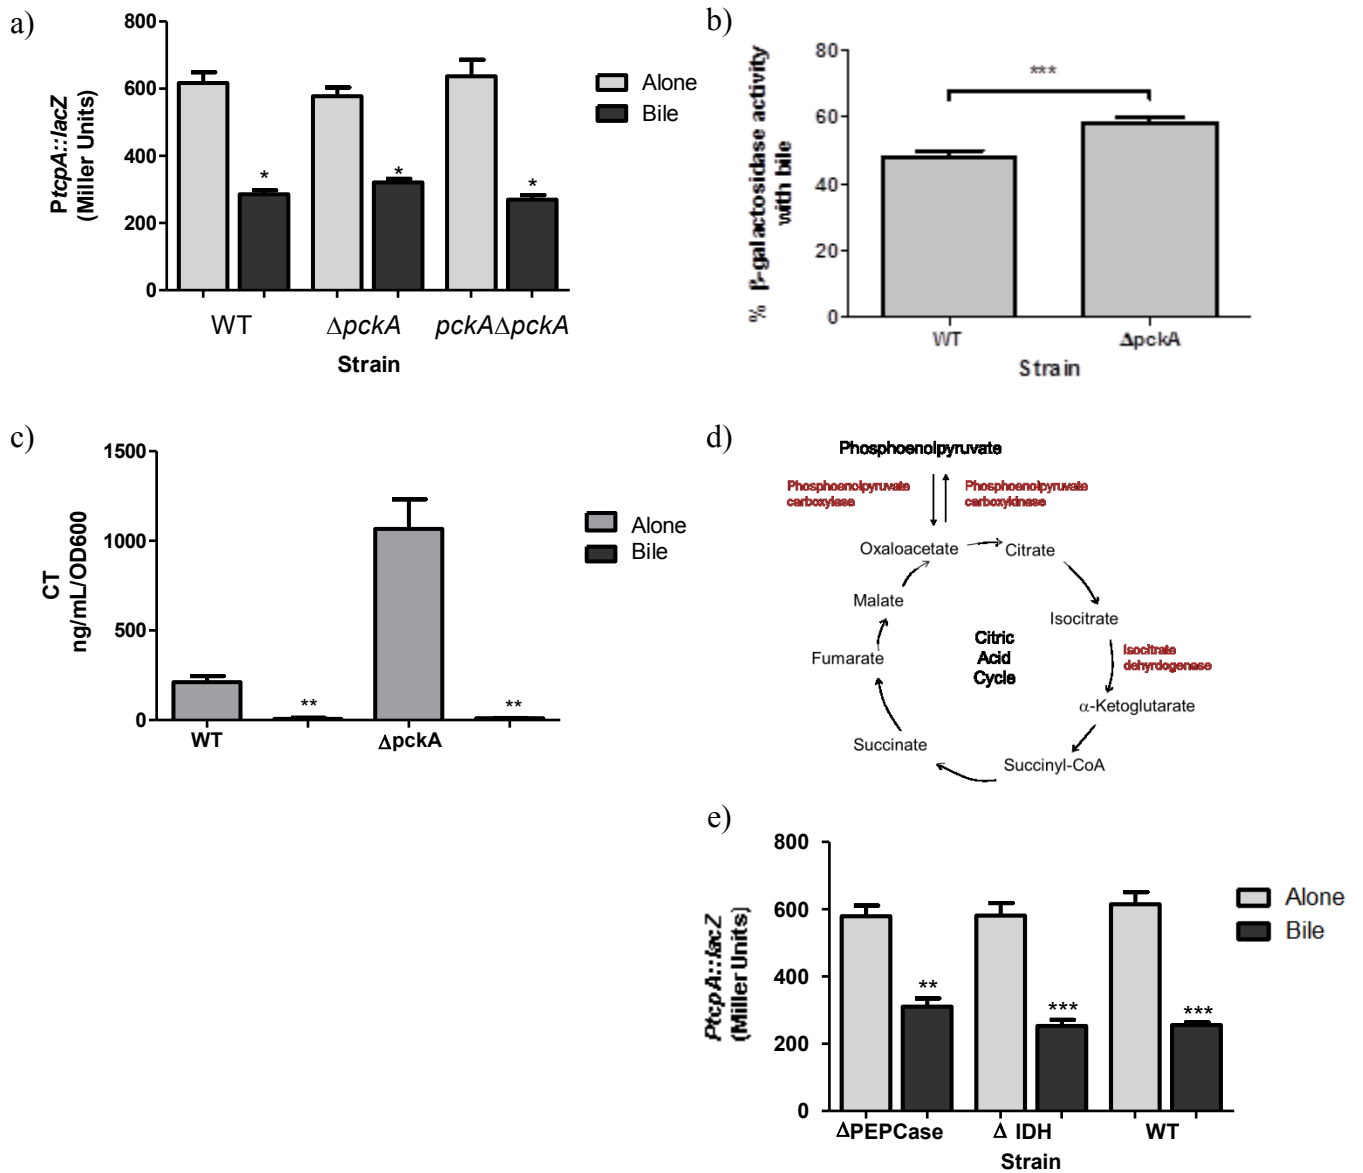 a)
800
600
400
200
0
PtcpA::lacZ
(Miller Units)
*
*
*
Alone
Bile
WT
ΔpckA
pckAΔpckA
Strain
b)
80
60
40
20
0
% β-galactosidase activity
with bile
***
WT
ΔpckA
Strain
c)
1500
1000
500
0
CT
ng/mL/OD600
**
**
Alone
Bile
WT
ΔpckA
d)
Phosphoenolpyruvate
Phosphoenolpyruvate
carboxylase
Phosphoenolpyruvate
carboxykinase
Oxaloacetate
Citrate
Malate
Isocitrate
Citric
Acid
Cycle
Isocitrate
dehyrdogenase
Fumarate
α-Ketoglutarate
Succinate
Succinyl-CoA
e)
800
600
400
200
0
PtcpA::lacZ
(Miller Units)
**
***
***
Alone
Bile
ΔPEPCase
Δ IDH
WT
Strain